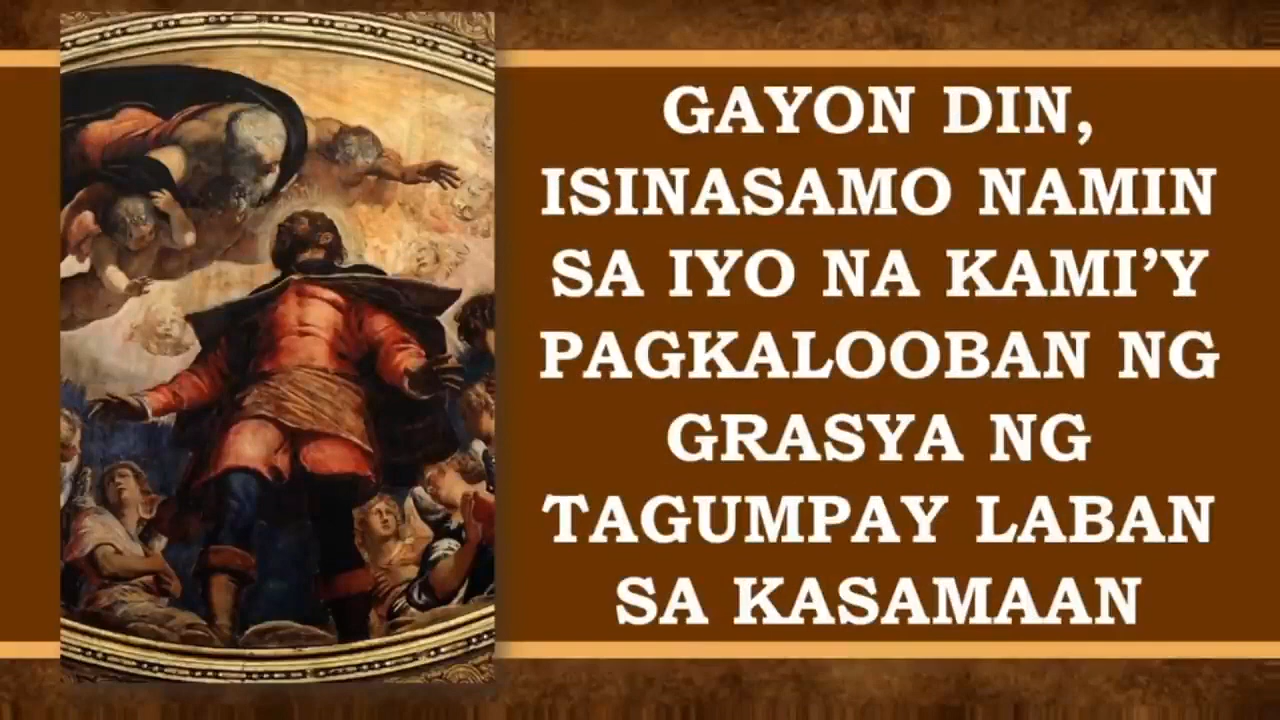 GAYON DIN,
ISINASAMO NAMIN
SA IYO NA KAMI’Y
PAGKALOOBAN NG
GRASYA NG
TAGUMPAY LABAN
SA KASAMAAN